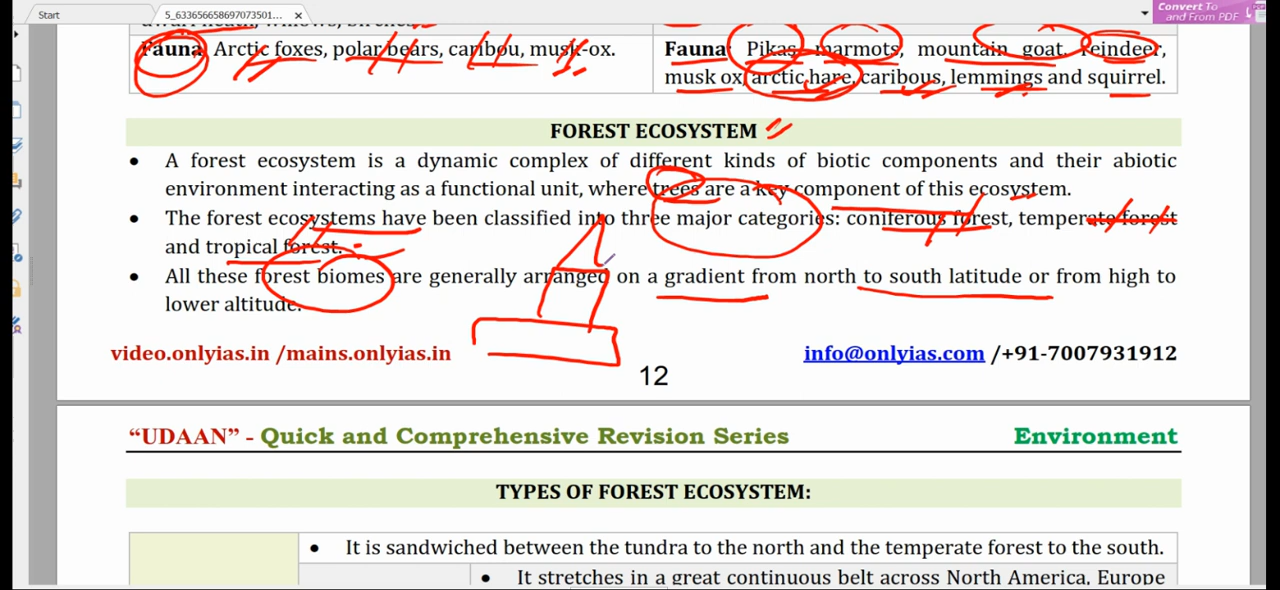 Start
5_633656658697073501...
Convert To
and From PDF
Fauna: Arctic foxes, polar bears, caribou, musk-ox.
Fauna: Pikas, marmots, mountain goat, reindeer,
musk ox, arctic hare, caribous, lemmings and squirrel.
FOREST ECOSYSTEM
• A forest ecosystem is a dynamic complex of different kinds of biotic components and their abiotic
environment interacting as a functional unit, where trees are a key component of this ecosystem.
• The forest ecosystems have been classified into three major categories: coniferous forest, temperate forest
and tropical forest.
• All these forest biomes are generally arranged on a gradient from north to south latitude or from high to
lower altitude.
video.onlyias.in /mains.onlyias.in
info@onlyias.com /+91-7007931912
12
“UDAAN” - Quick and Comprehensive Revision Series
Environment
TYPES OF FOREST ECOSYSTEM:
• It is sandwiched between the tundra to the north and the temperate forest to the south.
• It stretches in a great continuous belt across North America, Europe